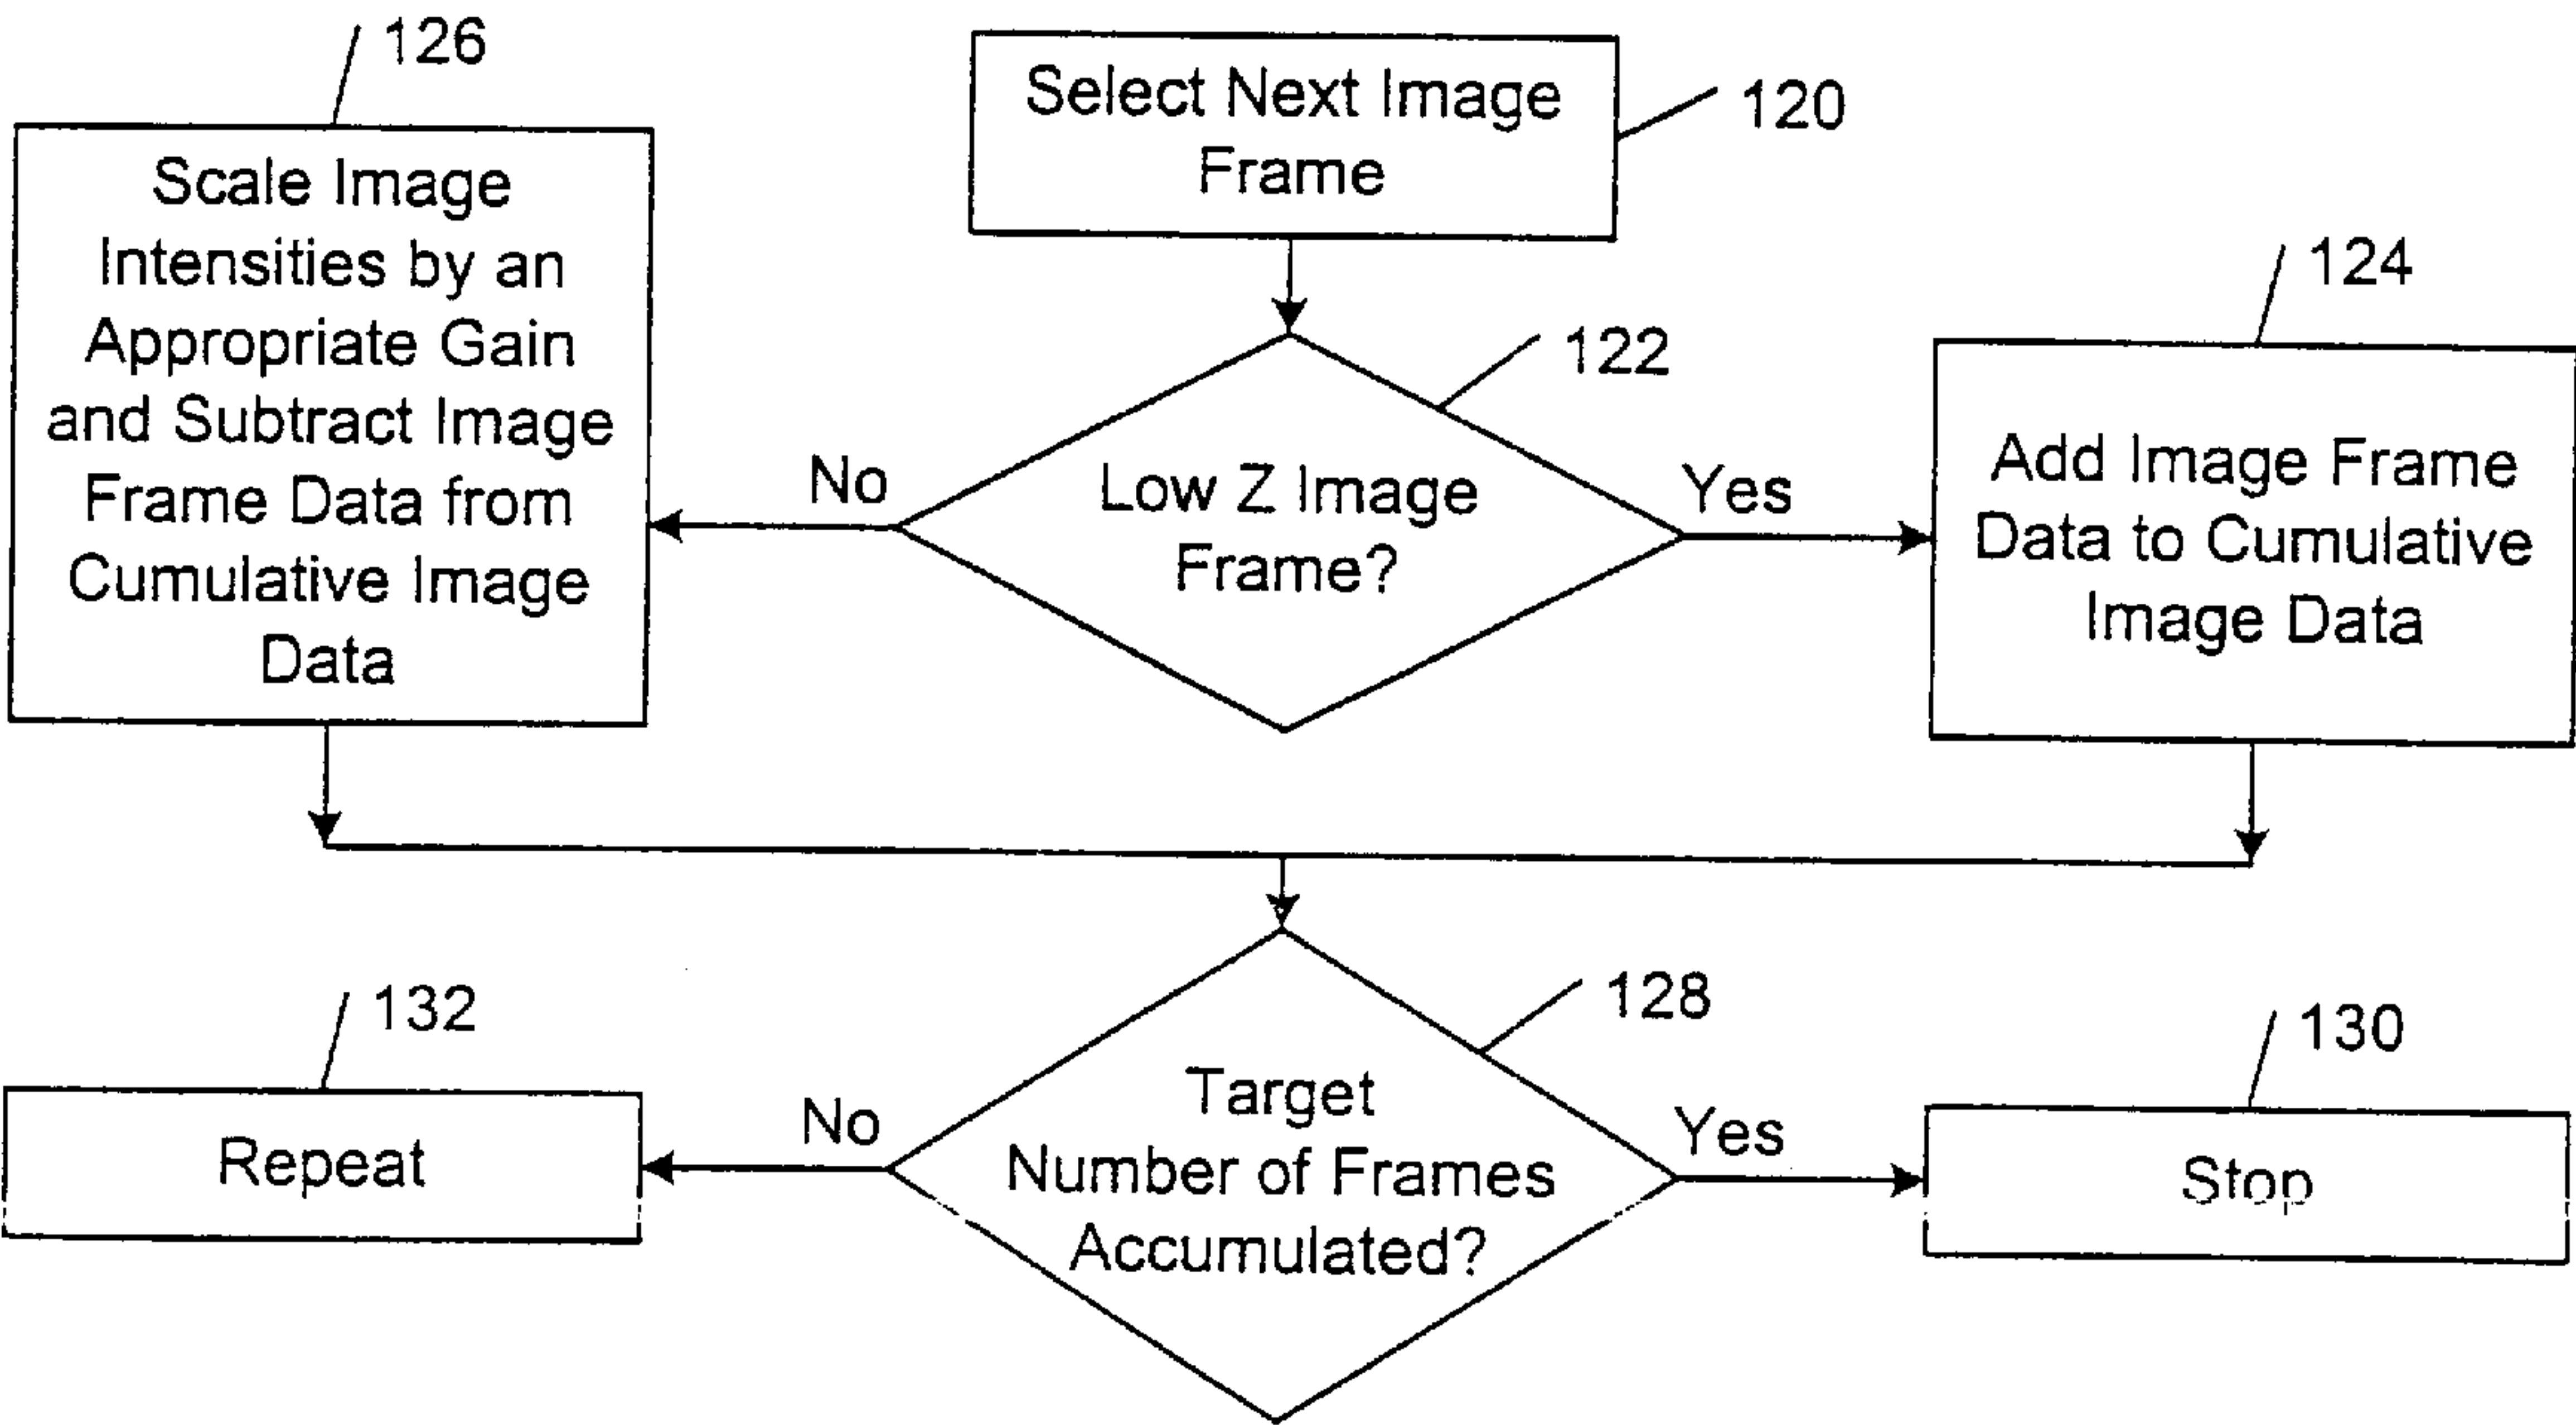 126
Scale Image
Intensities by an
Appropriate Gain
and Subtract Image
Frame Data from
Cumulative Image
Data
Select Next Image
Frame
120
122
Low Z Image
Frame?
No
Yes
124
Add Image Frame
Data to Cumulative
Image Data
132
Repeat
128
Target
Number of Frames
Accumulated?
No
Yes
130
Stop